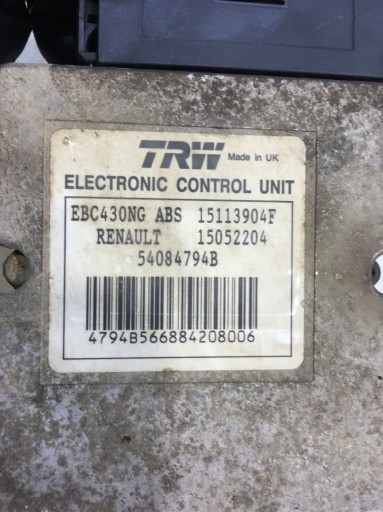 TRW Made in UK
ELECTRONIC CONTROL UNIT
EBC430NG ABS 15113904F
RENAULT 15052204
54084794B
4794B566884208006